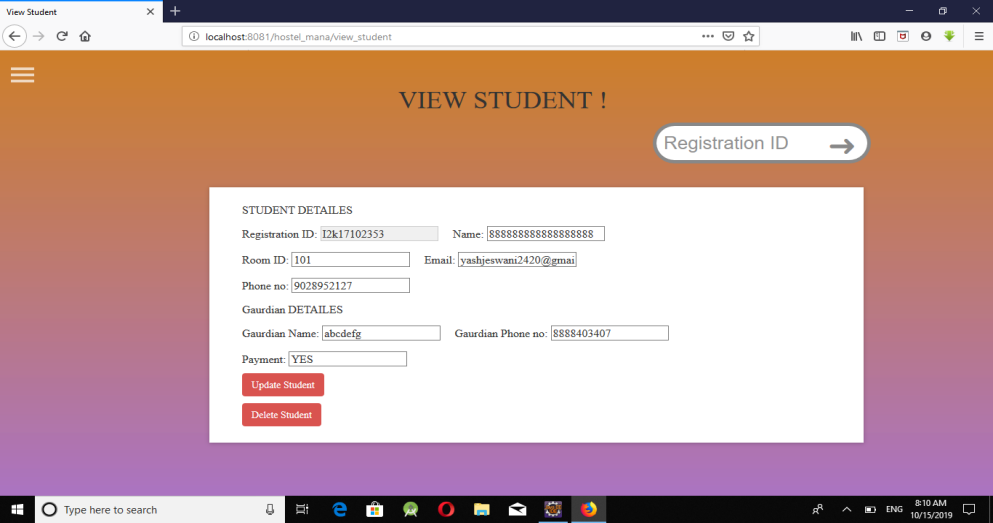 View Student
localhost:8081/hostel_mana/view_student
VIEW STUDENT !
Registration ID
STUDENT DETAILES
Registration ID: I2k17102353 Name: 888888888888888888
Room ID: 101 Email: yashjeswani2420@gmai
Phone no: 9028952127
Gaurdian DETAILES
Gaurdian Name: abcdefg Gaurdian Phone no: 8888403407
Payment: YES
Update Student
Delete Student
Type here to search
ENG
8:10 AM
10/15/2019